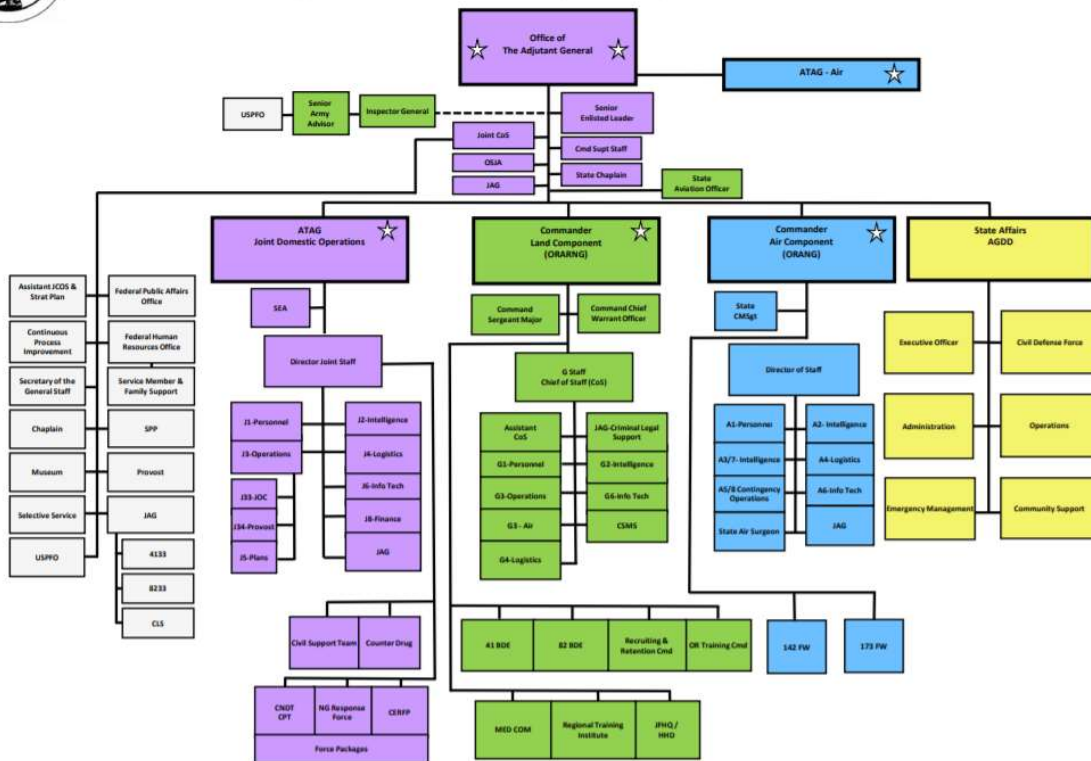 Office of
The Adjutant General
ATAG - Air
USPFO
Senior
Army
Advisor
Inspector General
Senior
Enlisted Leader
Joint CoS
Cmd Supt Staff
OSJA
State Chaplain
JAG
State
Aviation Officer
ATAG
Joint Domestic Operations
Commander
Land Component
(ORARNG)
Commander
Air Component
(ORANG)
State Affairs
AGDD
Assistant JCOS &
Strat Plan
Federal Public Affairs
Office
Continuous
Process
Improvement
Federal Human
Resources Office
Secretary of the
General Staff
Service Member &
Family Support
Chaplain
SPP
Museum
Provost
Selective Service
JAG
USPFO
4133
8233
CLS
SEA
Director Joint Staff
J1-Personnel
J2-Intelligence
J3-Operations
J4-Logistics
J33-JOC
J6-Info Tech
J34-Provost
J8-Finance
J5-Plans
JAG
Civil Support Team
Counter Drug
CNOT
CPT
NG Response
Force
CERFP
Force Packages
Command
Sergeant Major
Command Chief
Warrant Officer
G Staff
Chief of Staff (CoS)
Assistant
CoS
JAG-Criminal Legal
Support
G1-Personnel
G2-Intelligence
G3-Operations
G6-Info Tech
G3 - Air
CSMS
G4-Logistics
41 BDE
82 BDE
Recruiting &
Retention Cmd
OR Training Cmd
MED COM
Regional Training
Institute
JFHQ /
HHD
State
CMSgt
Director of Staff
A1-Personnel
A2- Intelligence
A3/7- Intelligence
A4-Logistics
A5/8 Contingency
Operations
A6-Info Tech
State Air Surgeon
JAG
142 FW
173 FW
Executive Officer
Civil Defense Force
Administration
Operations
Emergency Management
Community Support